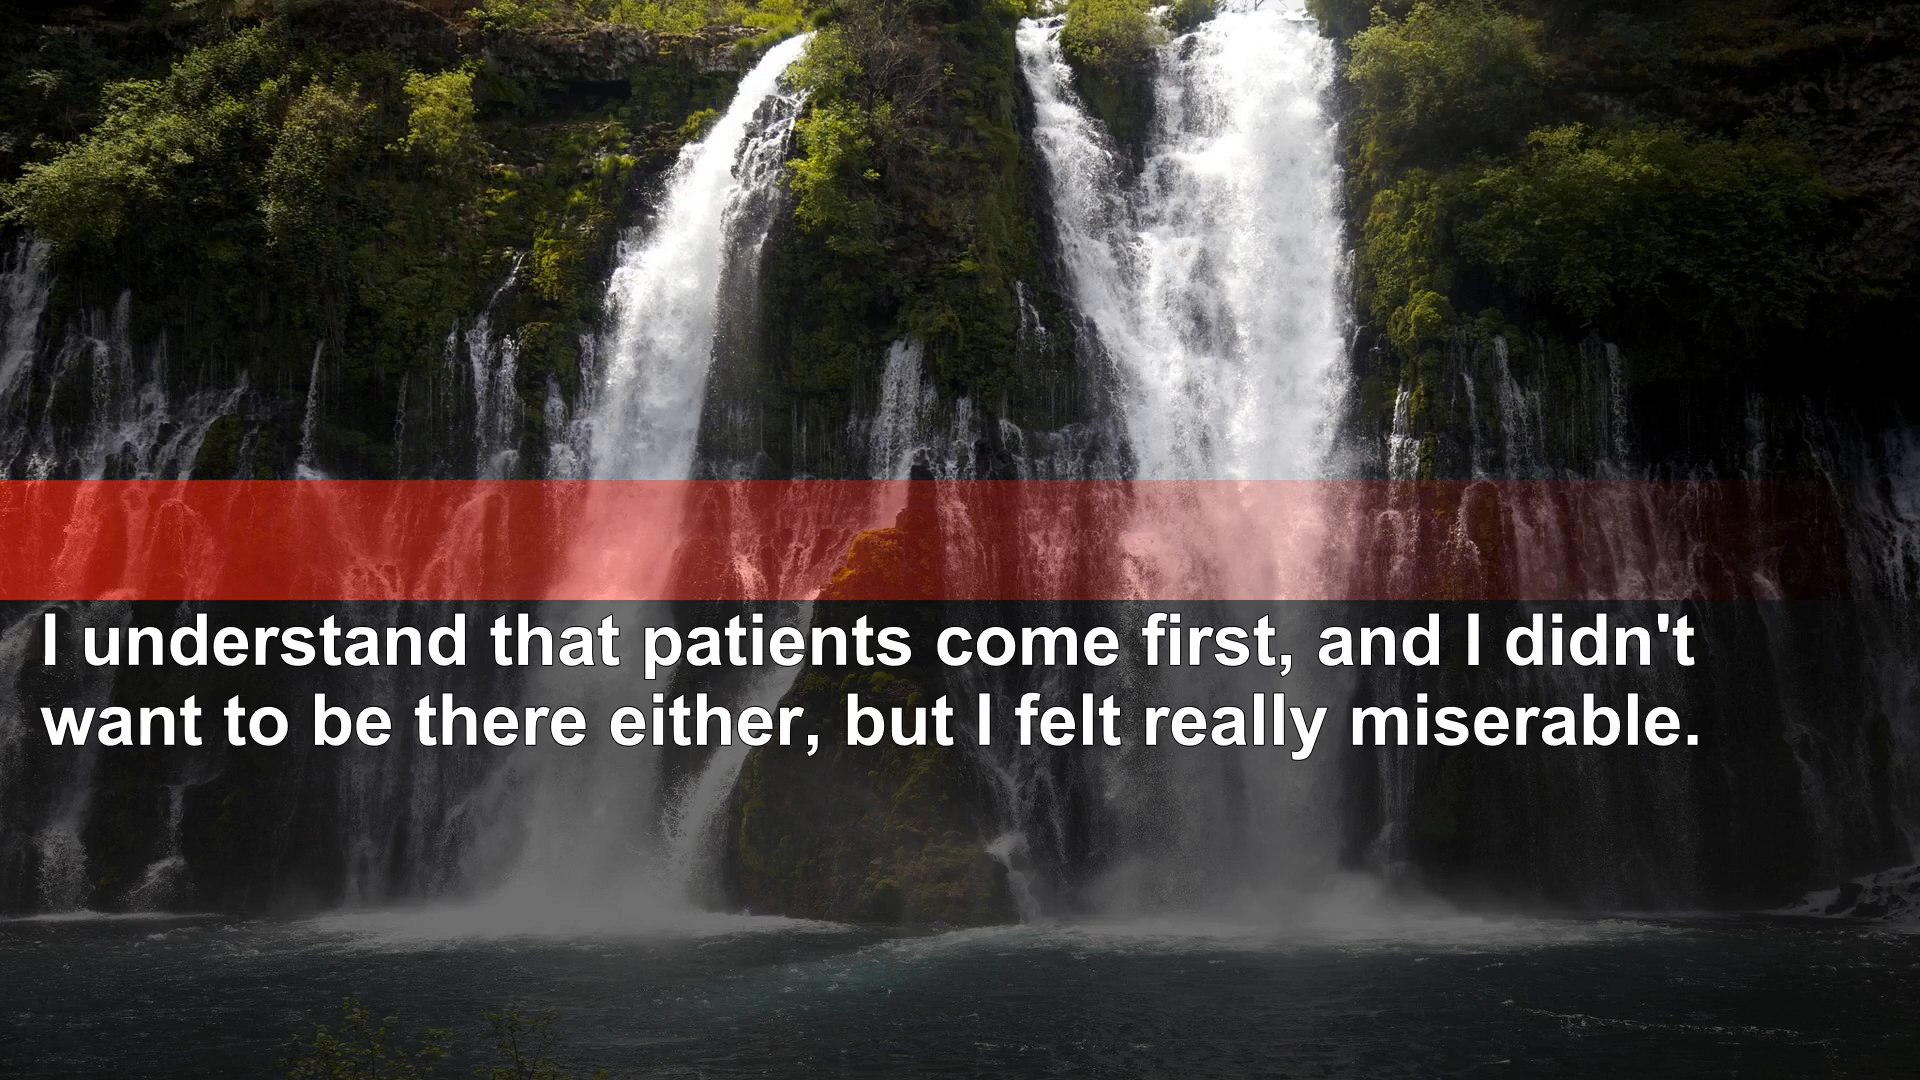 I understand that patients come first, and I didn't
want to be there either, but I felt really miserable.